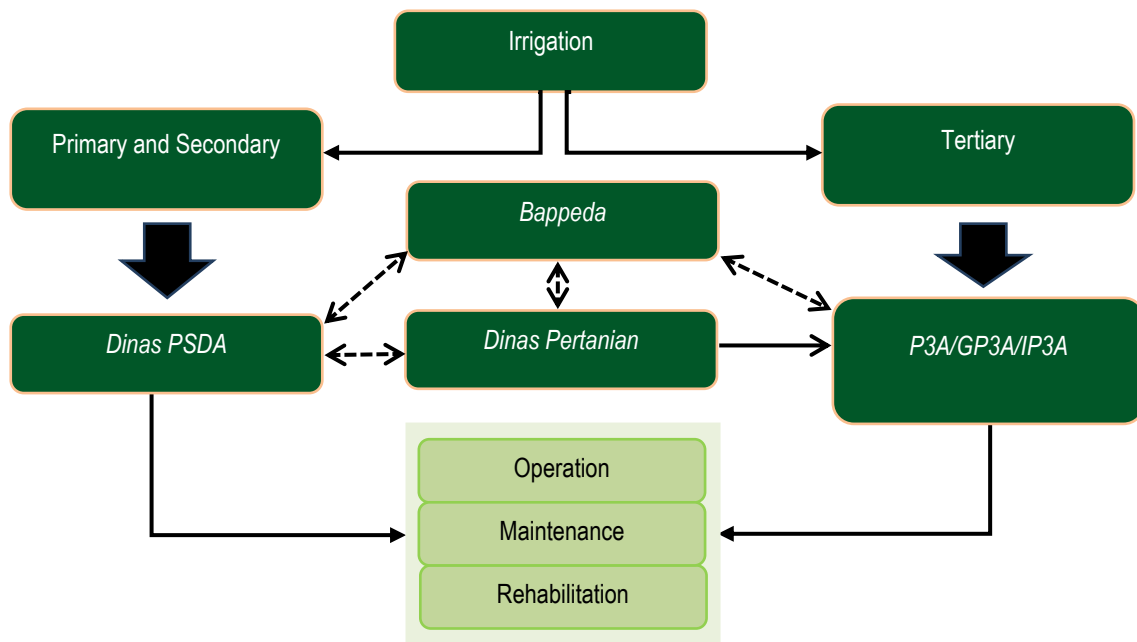 Irrigation
Primary and Secondary
Tertiary
Bappeda
Dinas PSDA
Dinas Pertanian
P3A/GP3A/IP3A
Operation
Maintenance
Rehabilitation